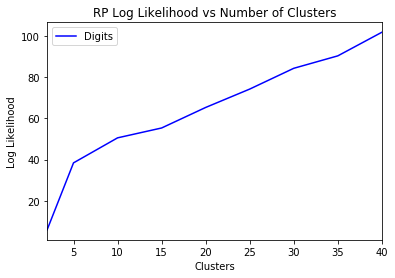 RP Log Likelihood vs Number of Clusters
Digits
100
80
60
40
20
Log Likelihood
5 10 15 20 25 30 35 40
Clusters